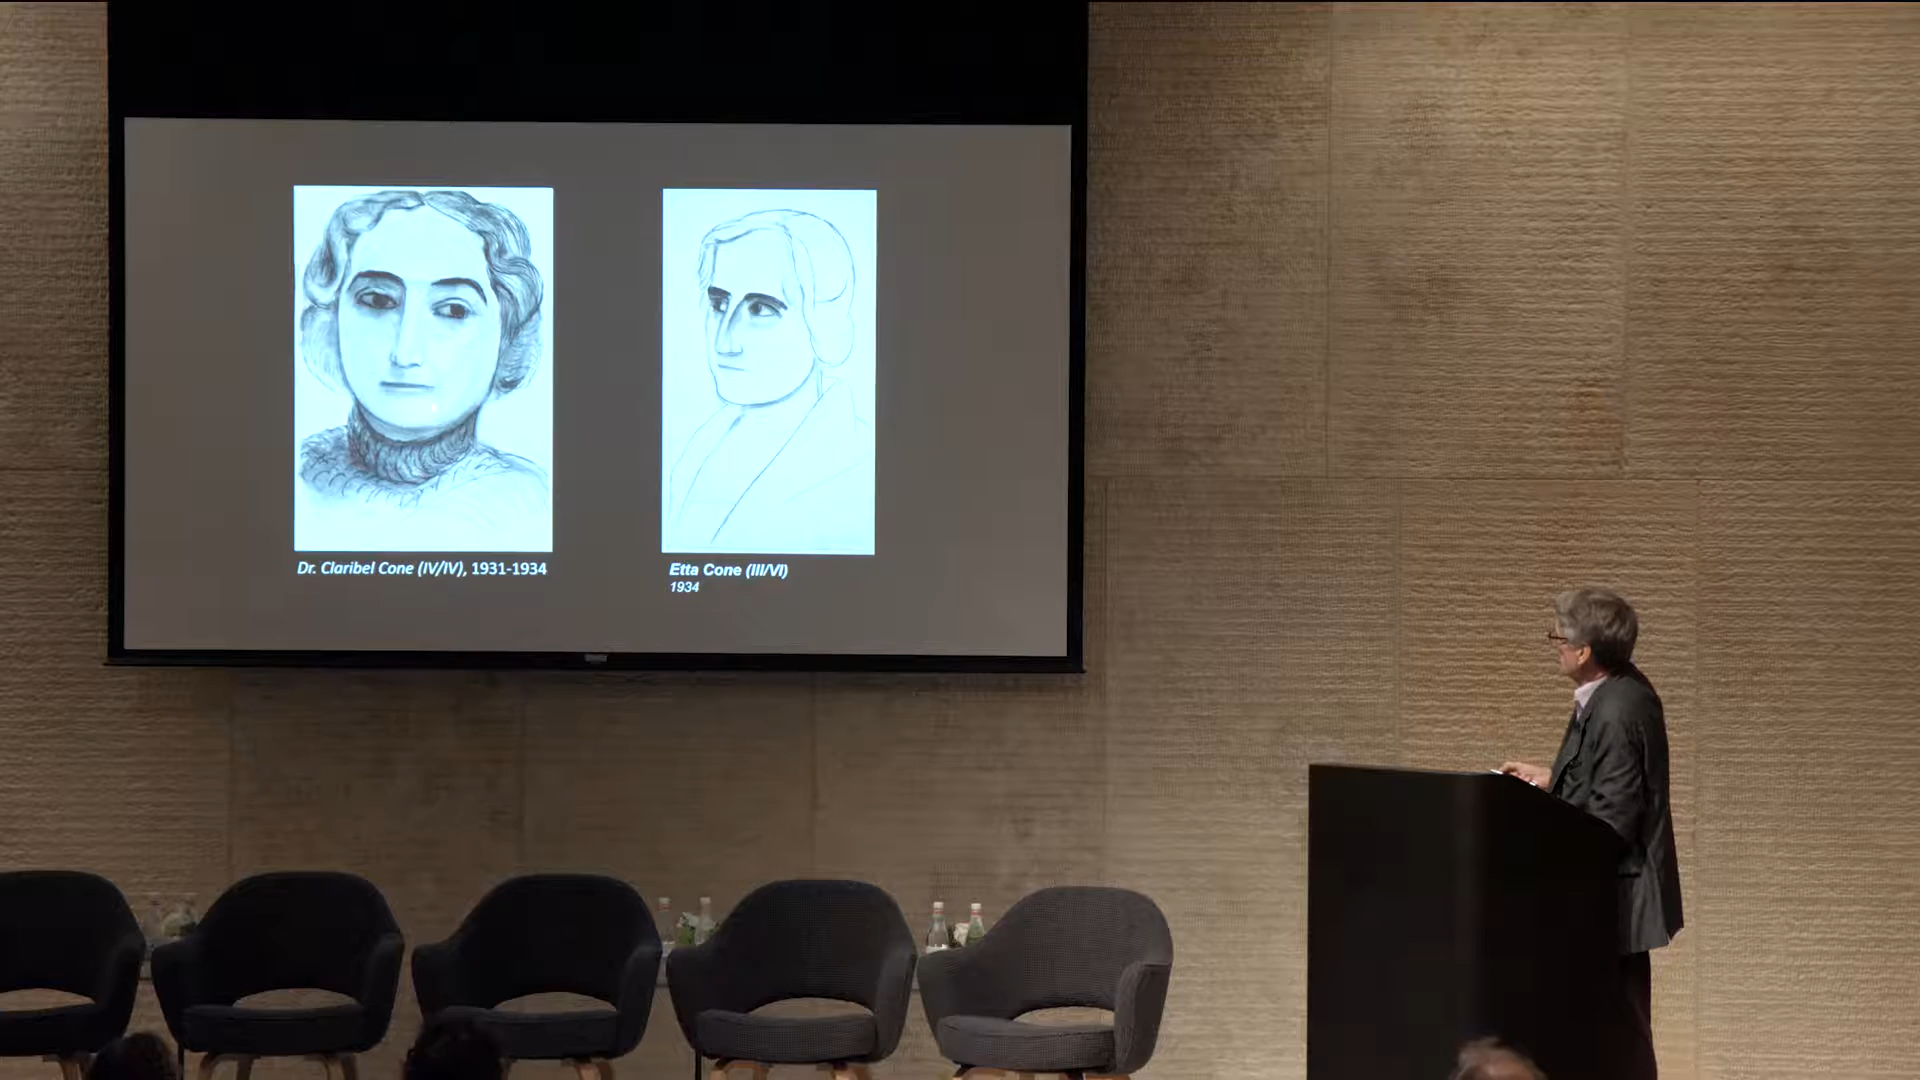 Dr. Claribel Cone (IV/IV), 1931-1934
Etta Cone (III/VI)
1934